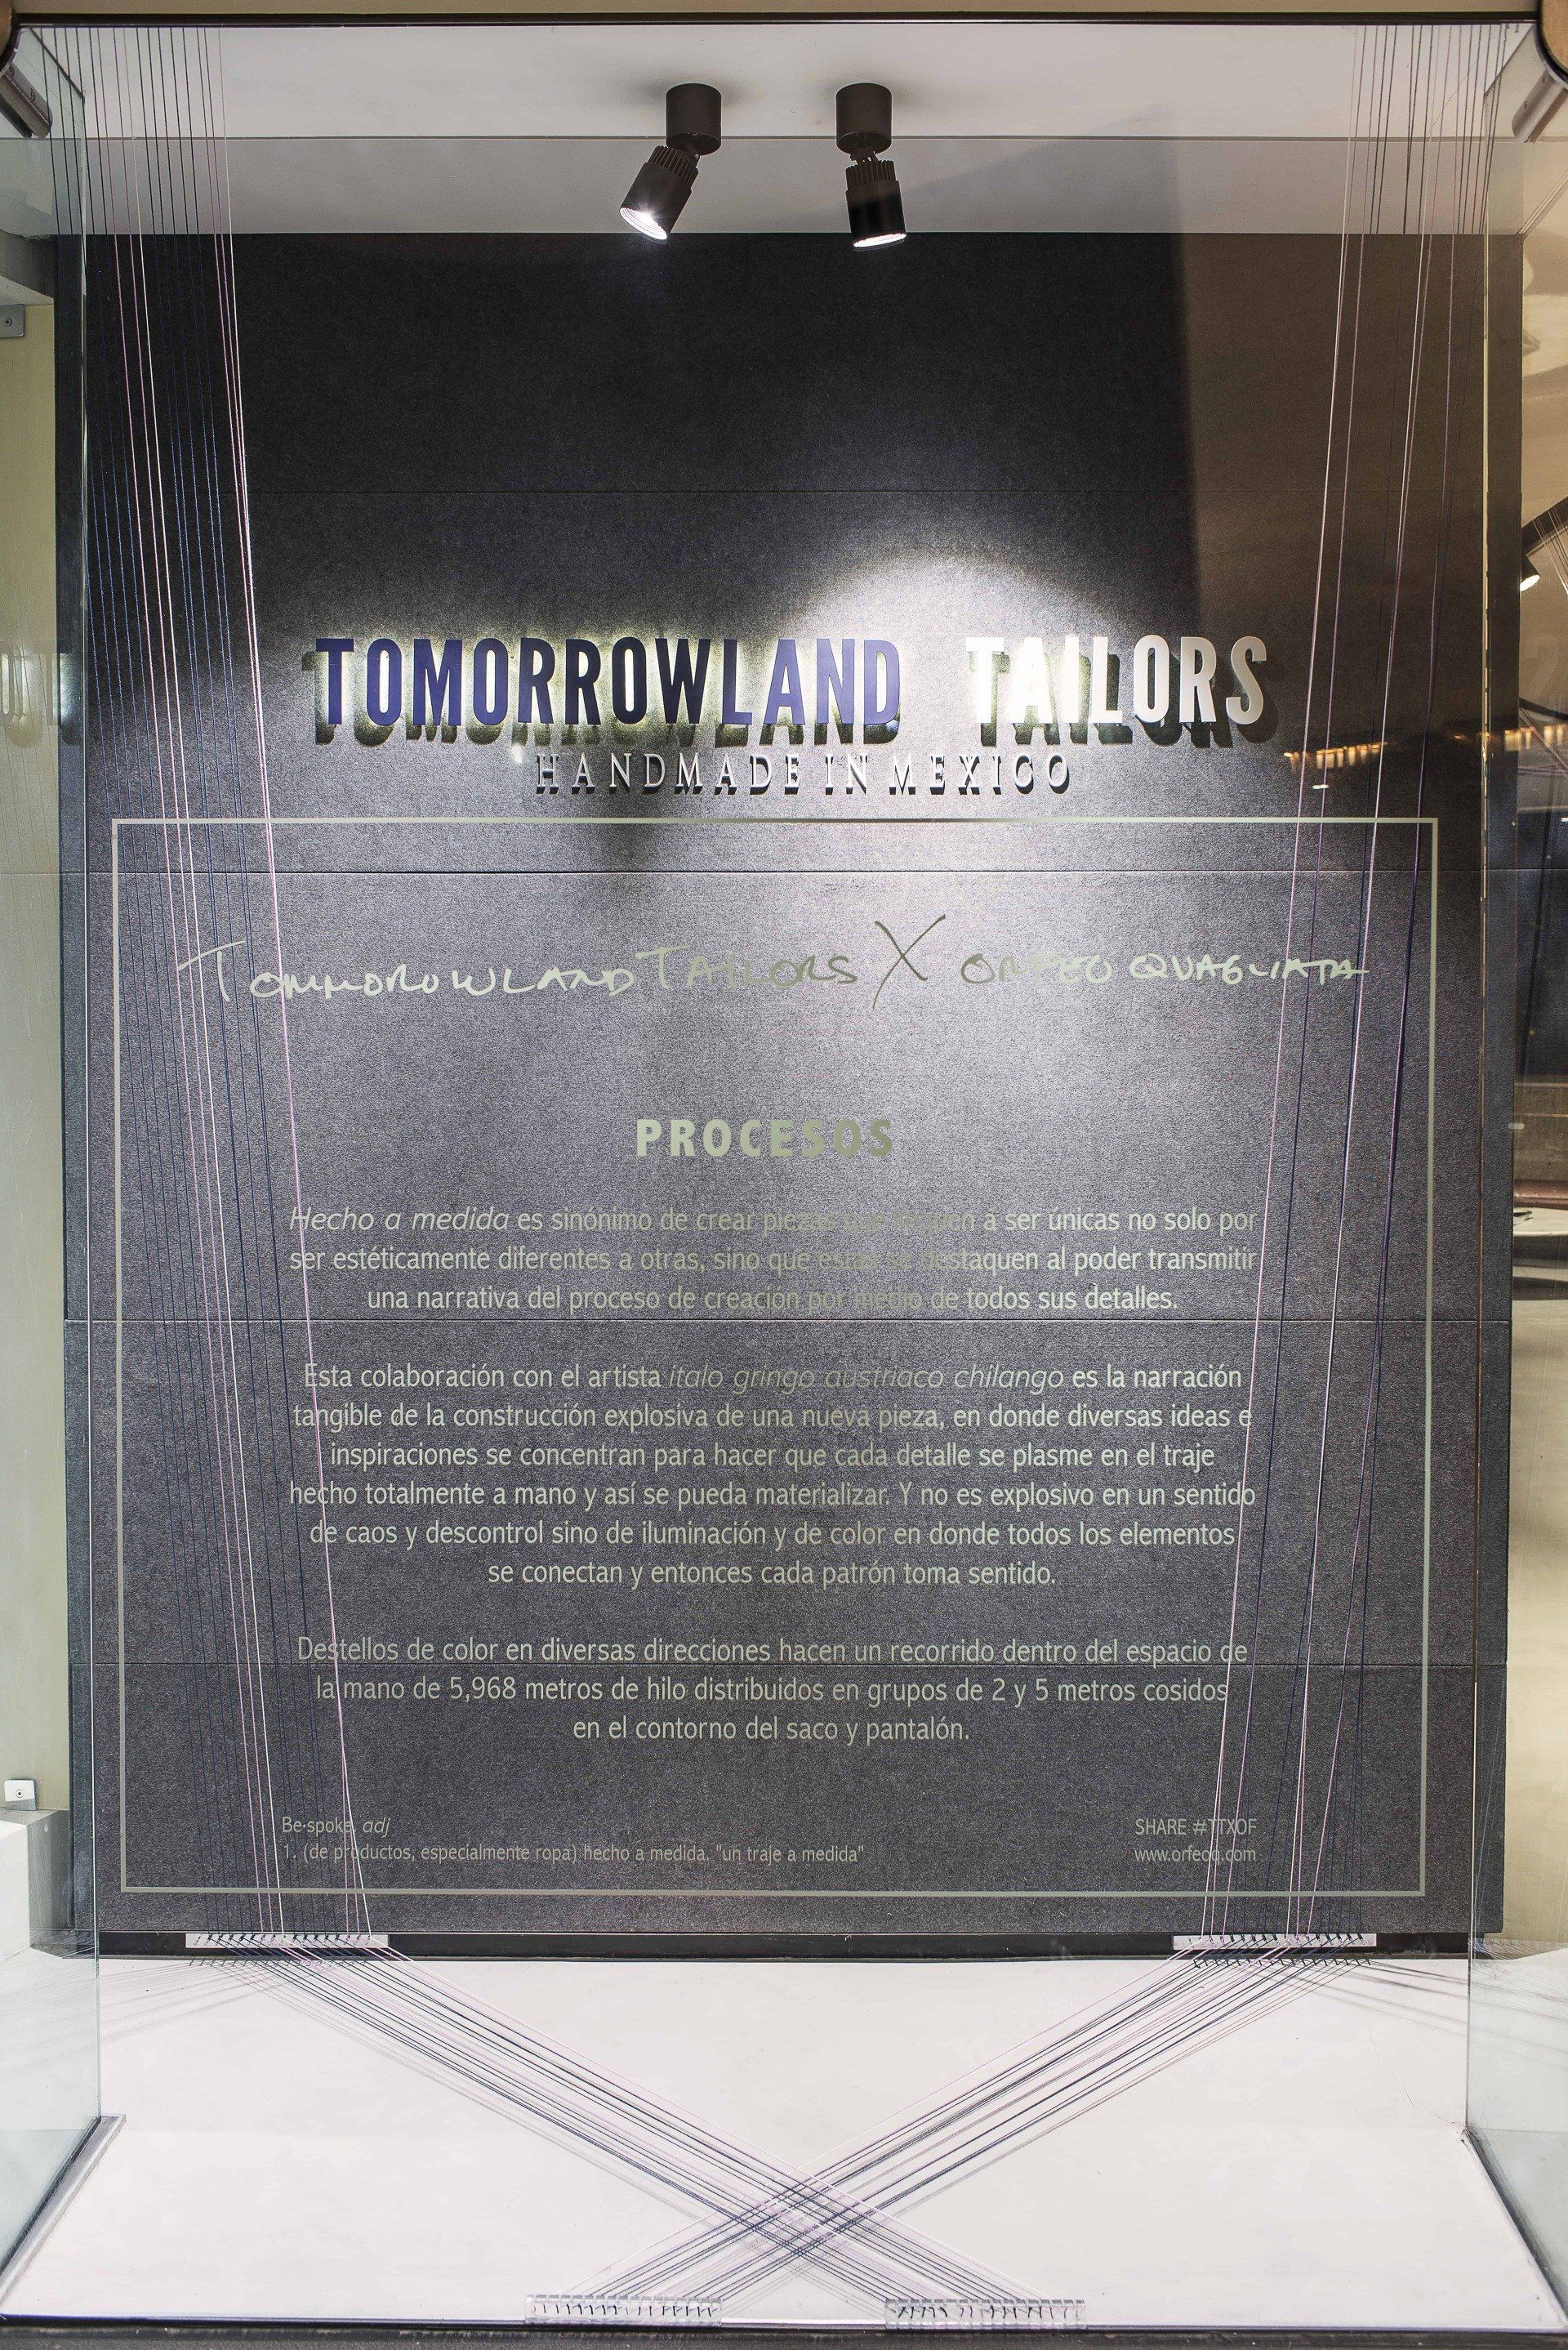 TOMORROWLAND TAILORS
HANDMADE IN MEXICO
TOMMOROWLAND TAILORS X ORFEO QUAGLIATA
PROCESOS
Hecho a medida es sinónimo de crear piezas que lleguen a ser únicas no solo por
ser estéticamente diferentes a otras, sino que estas se destaquen al poder transmitir
una narrativa del proceso de creación por medio de todos sus detalles.
Esta colaboración con el artista italo gringo austriaco chilango es la narración
tangible de la construcción explosiva de una nueva pieza, en donde diversas ideas e
inspiraciones se concentran para hacer que cada detalle se plasme en el traje
hecho totalmente a mano y así se pueda materializar. Y no es explosivo en un sentido
de caos y descontrol sino de iluminación y de color en donde todos los elementos
se conectan y entonces cada patrón toma sentido.
Destellos de color en diversas direcciones hacen un recorrido dentro del espacio de
la mano de 5,968 metros de hilo distribuidos en grupos de 2 y 5 metros cosidos
en el contorno del saco y pantalón.
Be·spoke, adj
1. (de productos, especialmente ropa) hecho a medida. "un traje a medida"
SHARE #TTXOF
www.orfeoq.com